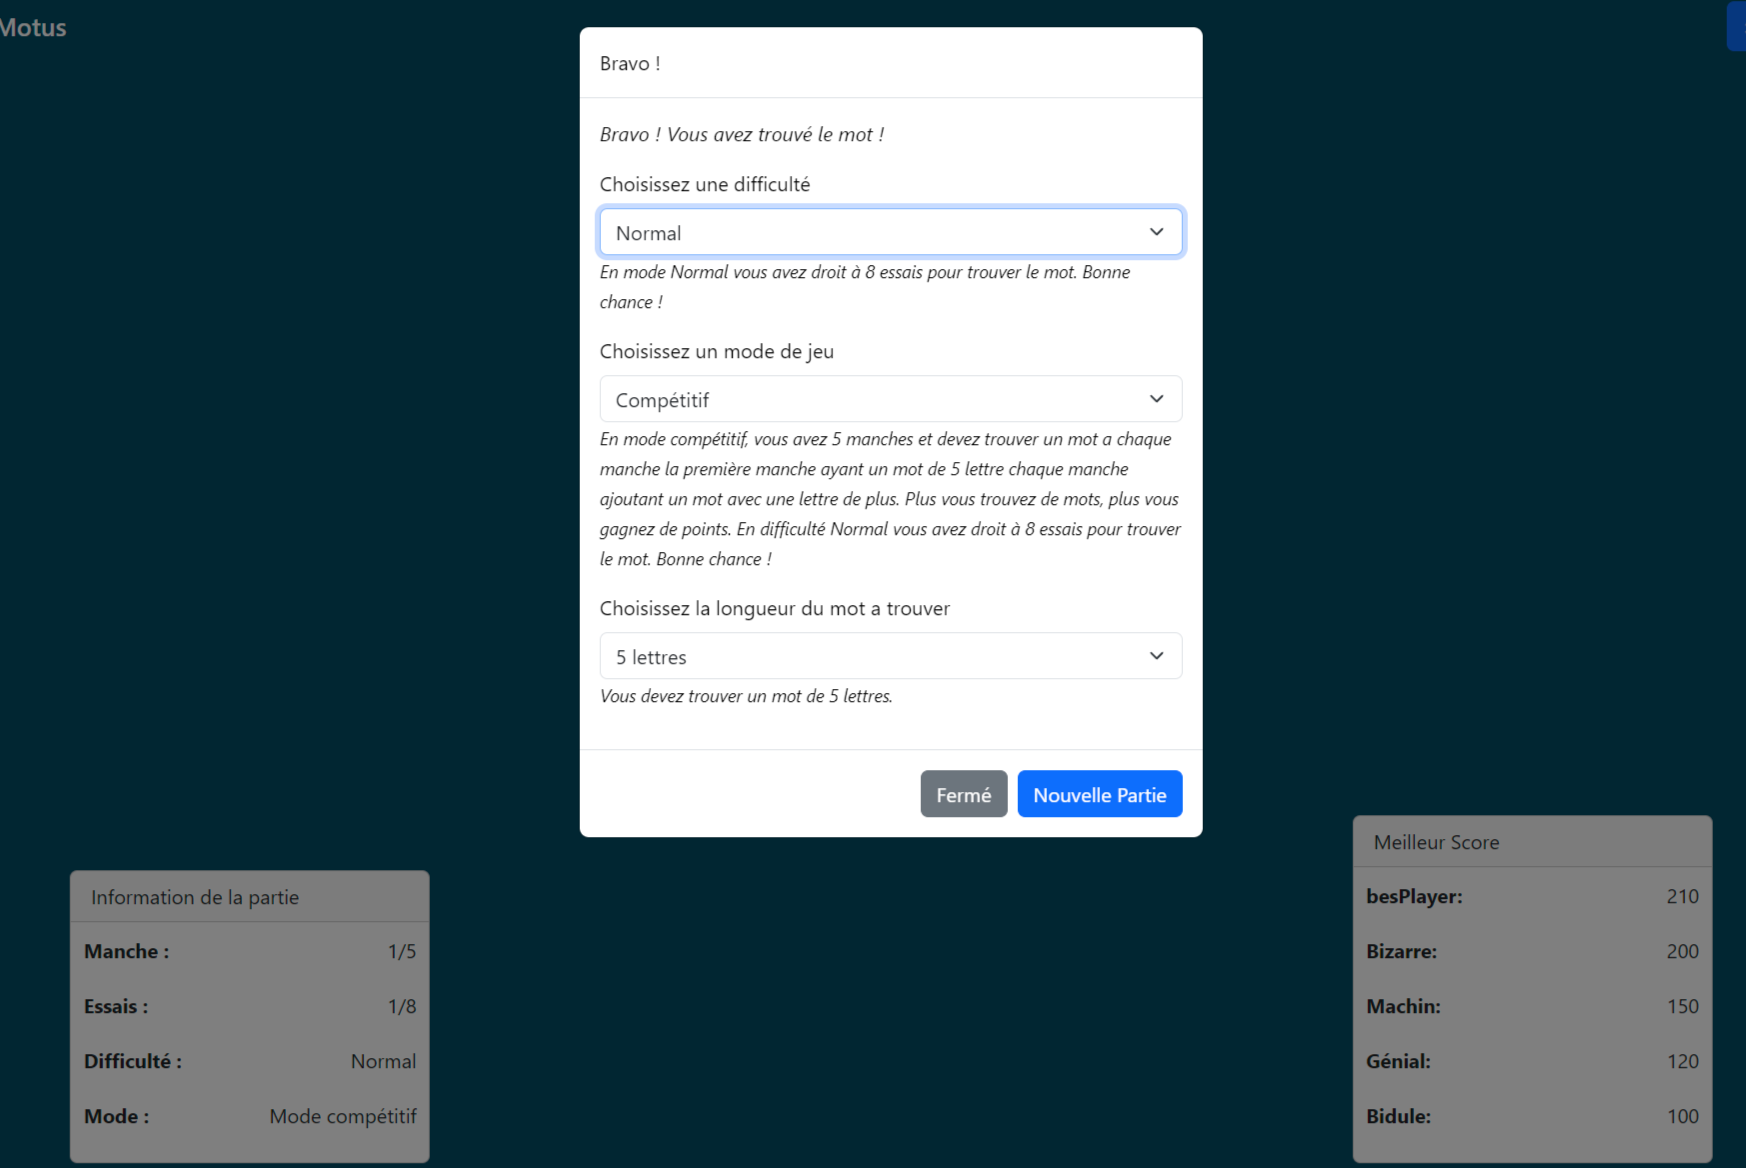 Motus
Bravo !
Bravo ! Vous avez trouvé le mot !
Choisissez une difficulté
Normal
En mode Normal vous avez droit à 8 essais pour trouver le mot. Bonne
chance !
Choisissez un mode de jeu
Compétitif
En mode compétitif, vous avez 5 manches et devez trouver un mot a chaque
manche la première manche ayant un mot de 5 lettre chaque manche
ajoutant un mot avec une lettre de plus. Plus vous trouvez de mots, plus vous
gagnez de points. En difficulté Normal vous avez droit à 8 essais pour trouver
le mot. Bonne chance !
Choisissez la longueur du mot a trouver
5 lettres
Vous devez trouver un mot de 5 lettres.
Fermé Nouvelle Partie
Information de la partie
Manche : 1/5
Essais : 1/8
Difficulté : Normal
Mode : Mode compétitif
Meilleur Score
besPlayer: 210
Bizarre: 200
Machin: 150
Génial: 120
Bidule: 100